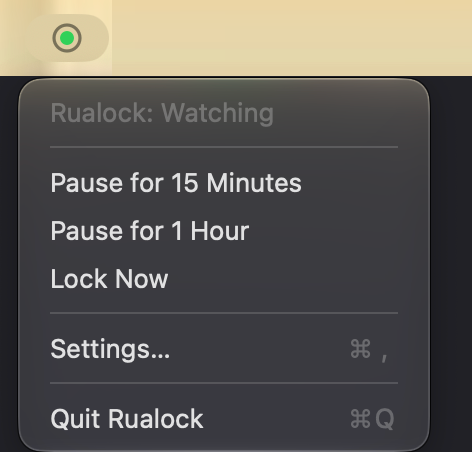 Rualock: Watching
Pause for 15 Minutes
Pause for 1 Hour
Lock Now
Settings... ⌘ ,
Quit Rualock ⌘Q